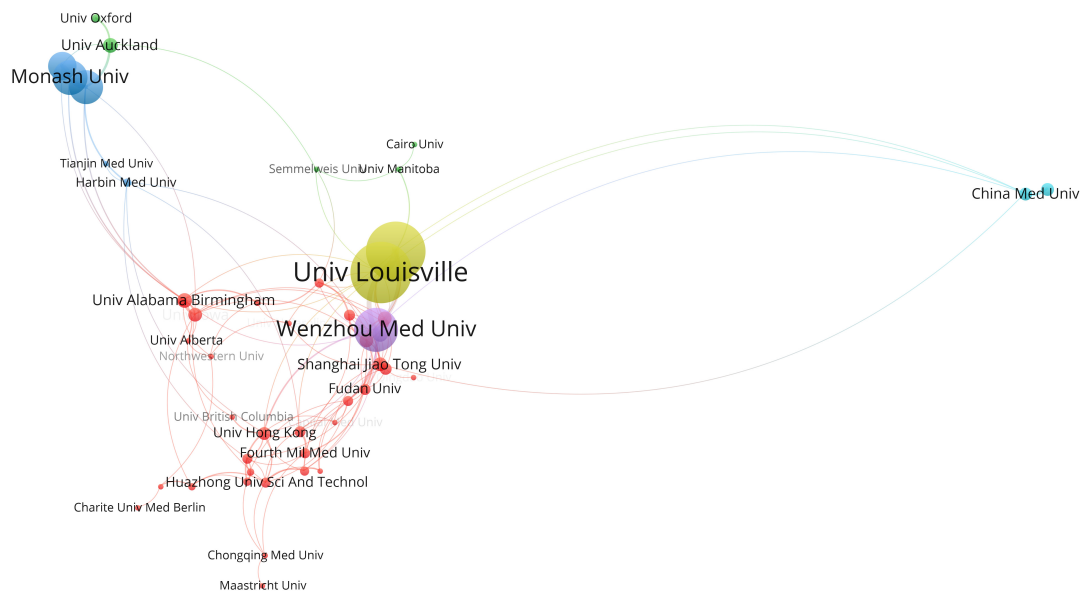 Univ Oxford
Univ Auckland
Monash Univ
Cairo Univ
Tianjin Med Univ
Semmelweis Univ
Univ Manitoba
Harbin Med Univ
China Med Univ
Univ Louisville
Univ Alabama Birmingham
Wenzhou Med Univ
Univ Alberta
Northwestern Univ
Shanghai Jiao Tong Univ
Fudan Univ
Univ British Columbia
Med Univ
Univ Hong Kong
Fourth Mil Med Univ
Huazhong Univ Sci And Technol
Charite Univ Med Berlin
Chongqing Med Univ
Maastricht Univ